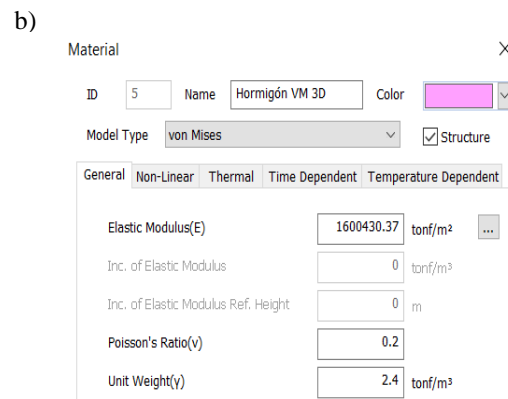 b)
Material
ID 5 Name Hormigón VM 3D Color
Model Type von Mises Structure
General Non-Linear Thermal Time Dependent Temperature Dependent
Elastic Modulus(E) 1600430.37 tonf/m² ...
Inc. of Elastic Modulus 0 tonf/m³
Inc. of Elastic Modulus Ref. Height 0 m
Poisson's Ratio(ν) 0.2
Unit Weight(γ) 2.4 tonf/m³